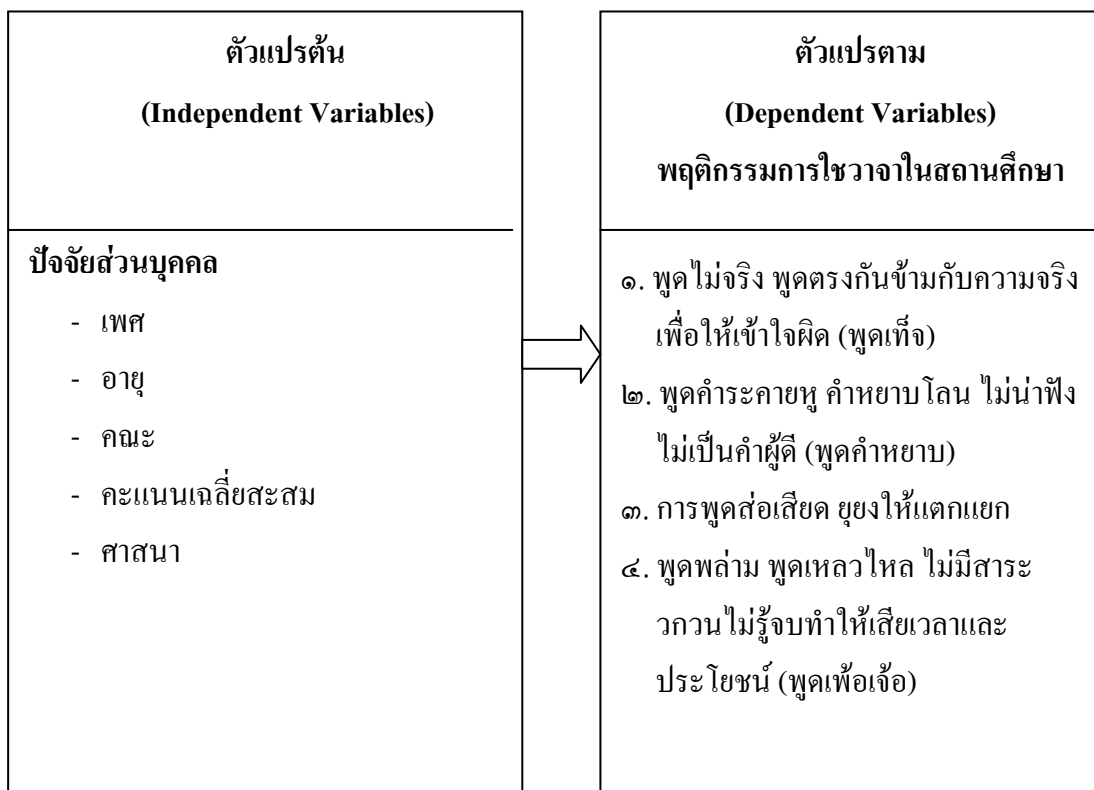 ตัวแปรต้น
(Independent Variables)
ปัจจัยส่วนบุคคล
- เพศ
- อายุ
- คณะ
- คะแนนเฉลี่ยสะสม
- ศาสนา
ตัวแปรตาม
(Dependent Variables)
พฤติกรรมการใชวาจาในสถานศึกษา
๑. พูดไม่จริง พูดตรงกันข้ามกับความจริง
เพื่อให้เข้าใจผิด (พูดเท็จ)
๒. พูดคำระคายหู คำหยาบโลน ไม่น่าฟัง
ไม่เป็นคำผู้ดี (พูดคำหยาบ)
๓. การพูดส่อเสียด ยุยงให้แตกแยก
๔. พูดพล่าม พูดเหลวไหล ไม่มีสาระ
วกวนไม่รู้จบทำให้เสียเวลาและ
ประโยชน์ (พูดเพ้อเจ้อ)